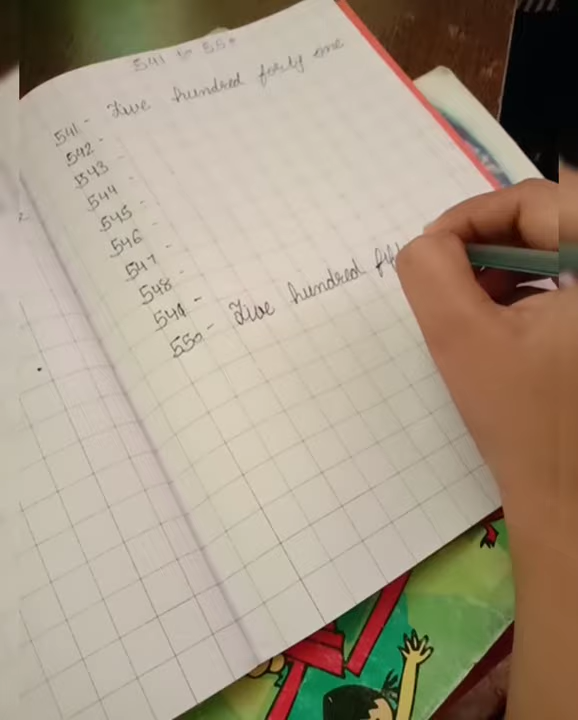 541 to 550
541 - Five hundred forty one
542 -
543 -
544 -
545 -
546 -
547 -
548 -
549 -
550 - Five hundred fift